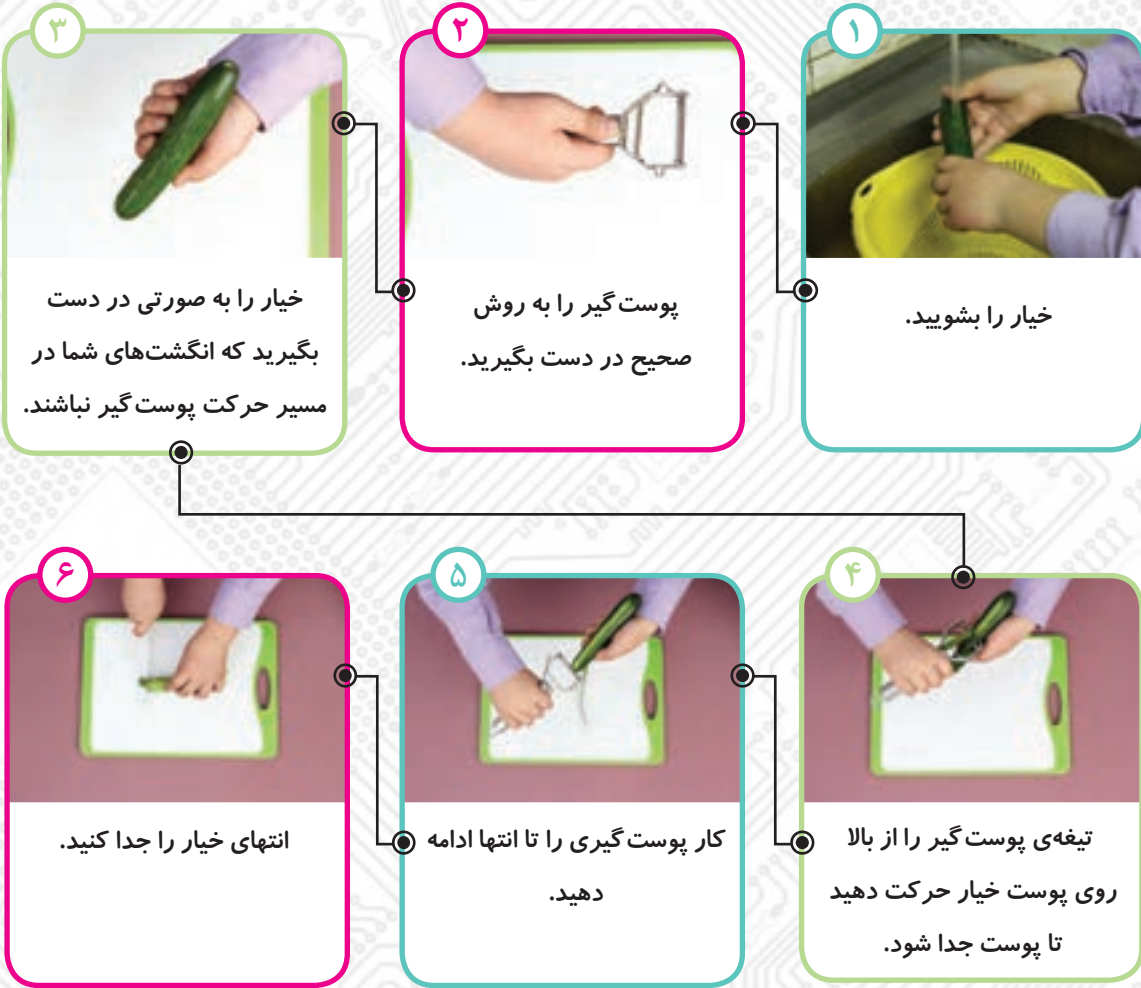 ۱
خیار را بشویید.
۲
پوست‌گیر را به روش
صحیح در دست بگیرید.
۳
خیار را به صورتی در دست
بگیرید که انگشت‌های شما در
مسیر حرکت پوست‌گیر نباشند.
۴
تیغه‌ی پوست‌گیر را از بالا
روی پوست خیار حرکت دهید
تا پوست جدا شود.
۵
کار پوست‌گیری را تا انتها ادامه
دهید.
۶
انتهای خیار را جدا کنید.